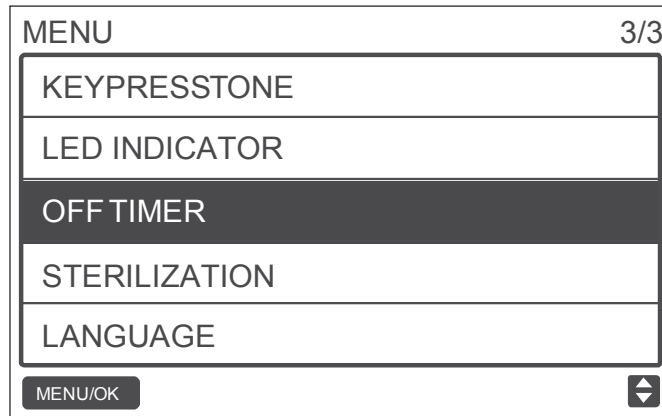 MENU 3/3
KEYPRESSTONE
LED INDICATOR
OFF TIMER
STERILIZATION
LANGUAGE
MENU/OK